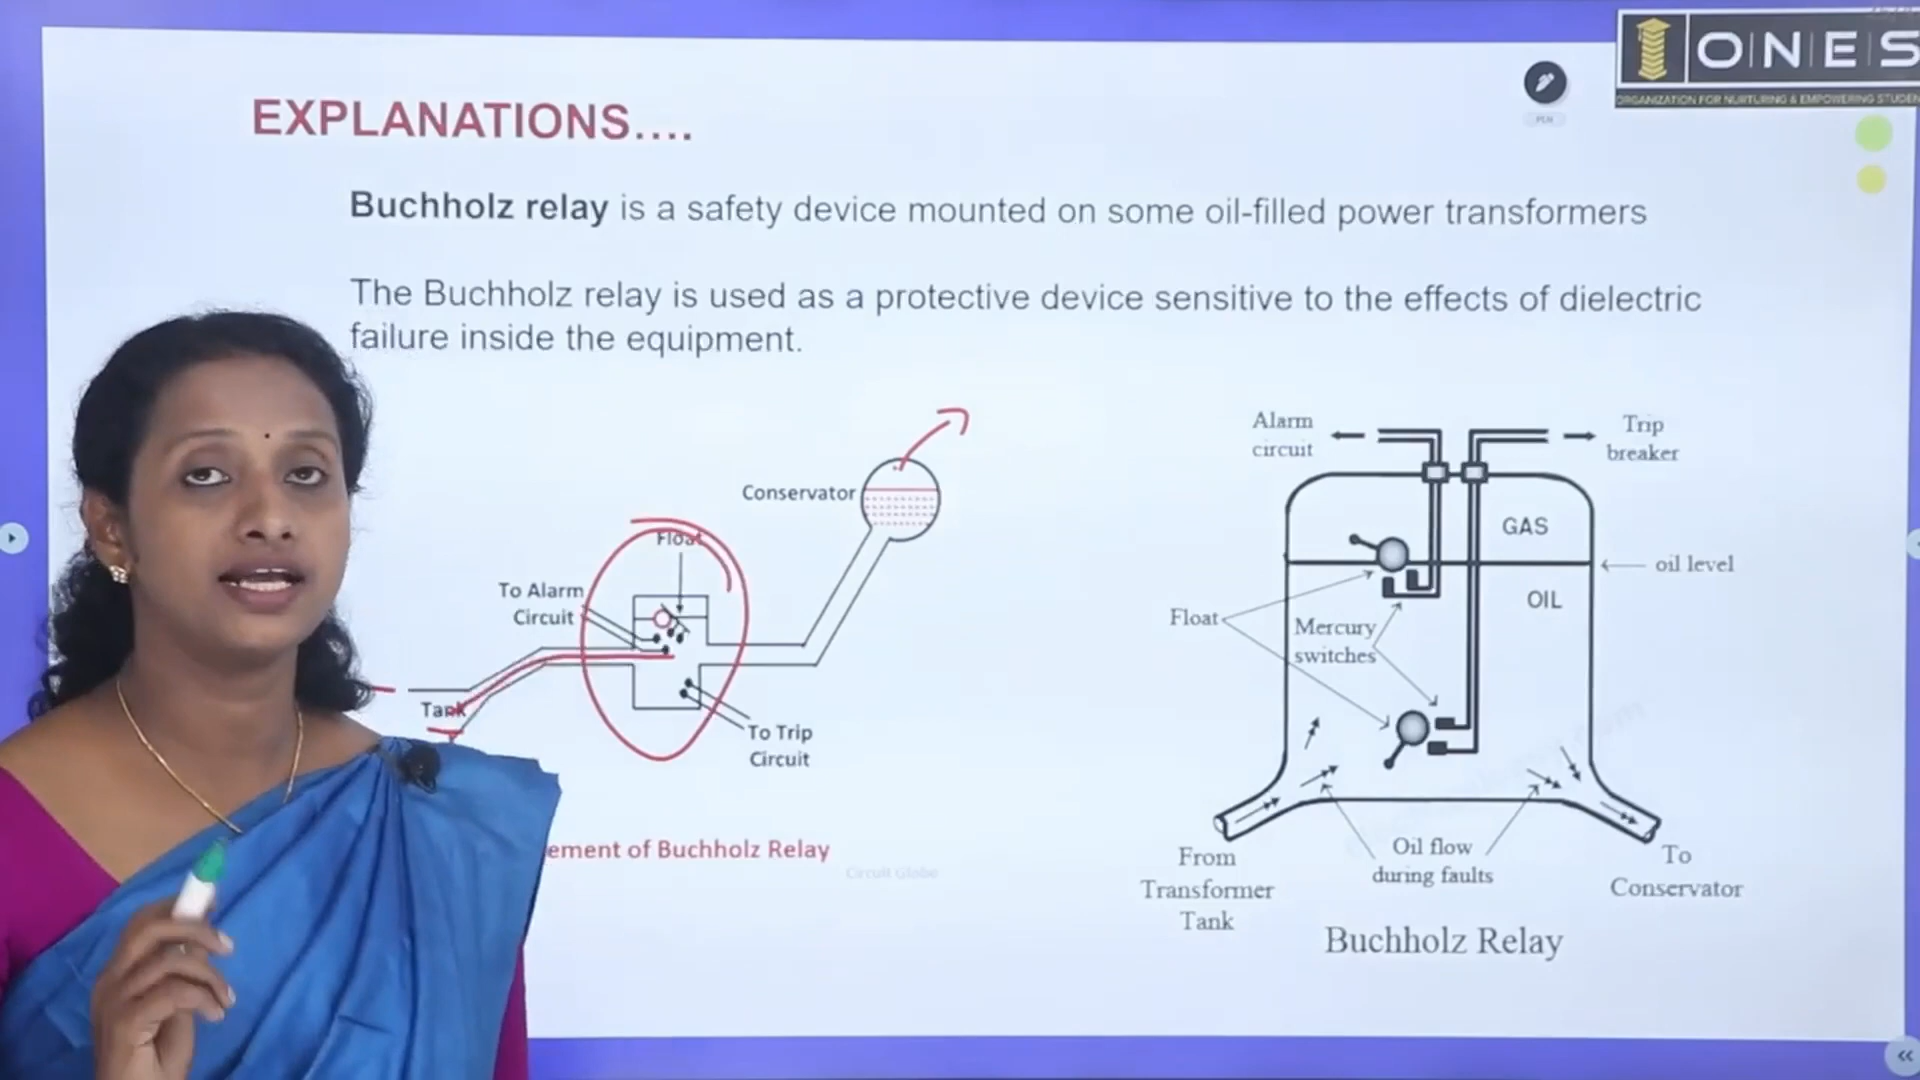 ONES
ORGANIZATION FOR NURTURING & EMPOWERING STUDEN
PEN
EXPLANATIONS....
Buchholz relay is a safety device mounted on some oil-filled power transformers
The Buchholz relay is used as a protective device sensitive to the effects of dielectric
failure inside the equipment.
Conservator
Float
To Alarm
Circuit
Tank
To Trip
Circuit
ement of Buchholz Relay
Circuit Globe
Alarm
circuit
Trip
breaker
GAS
oil level
OIL
Float
Mercury
switches
From
Transformer
Tank
Oil flow
during faults
To
Conservator
Buchholz Relay